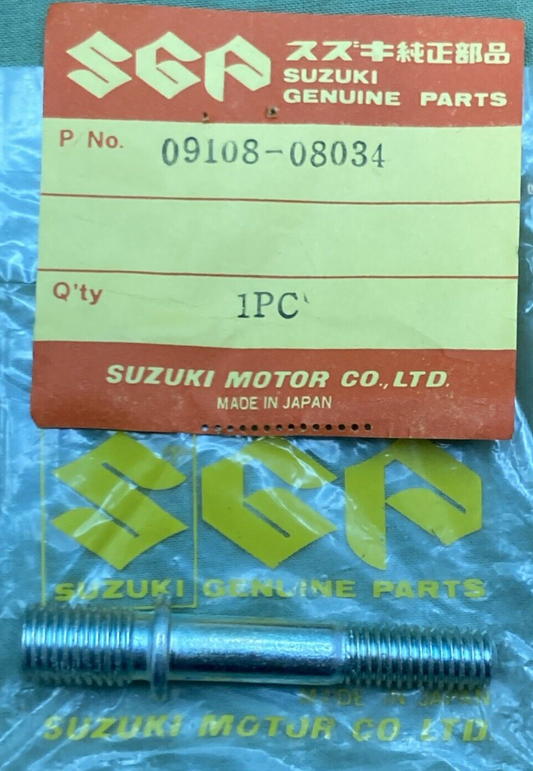 SGP スズキ純正部品
SUZUKI
GENUINE PARTS
P No. 09108-08034
Q'ty 1PC
SUZUKI MOTOR CO.,LTD.
MADE IN JAPAN
SGP
SUZUKI GENUINE PARTS
MADE IN JAPAN
SUZUKI MOTOR CO. LTD.